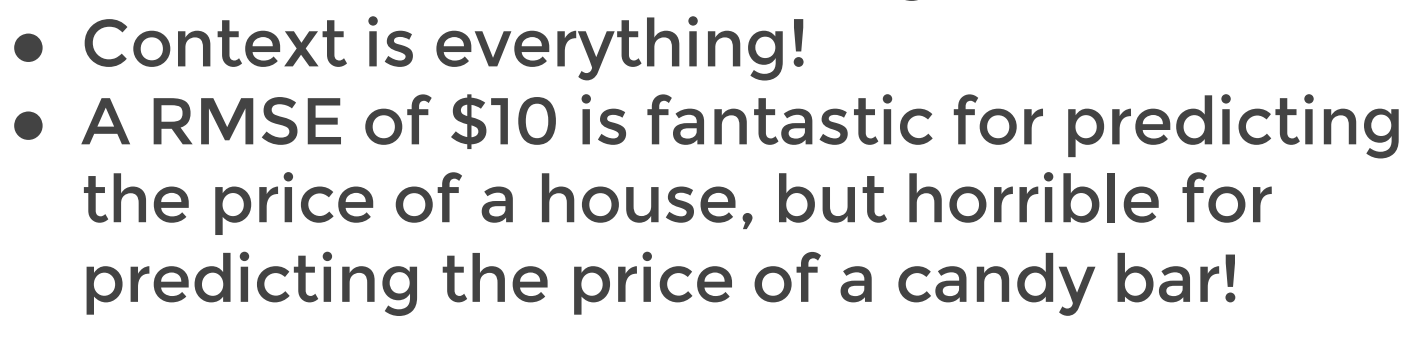 ● Context is everything!
● A RMSE of $10 is fantastic for predicting
the price of a house, but horrible for
predicting the price of a candy bar!